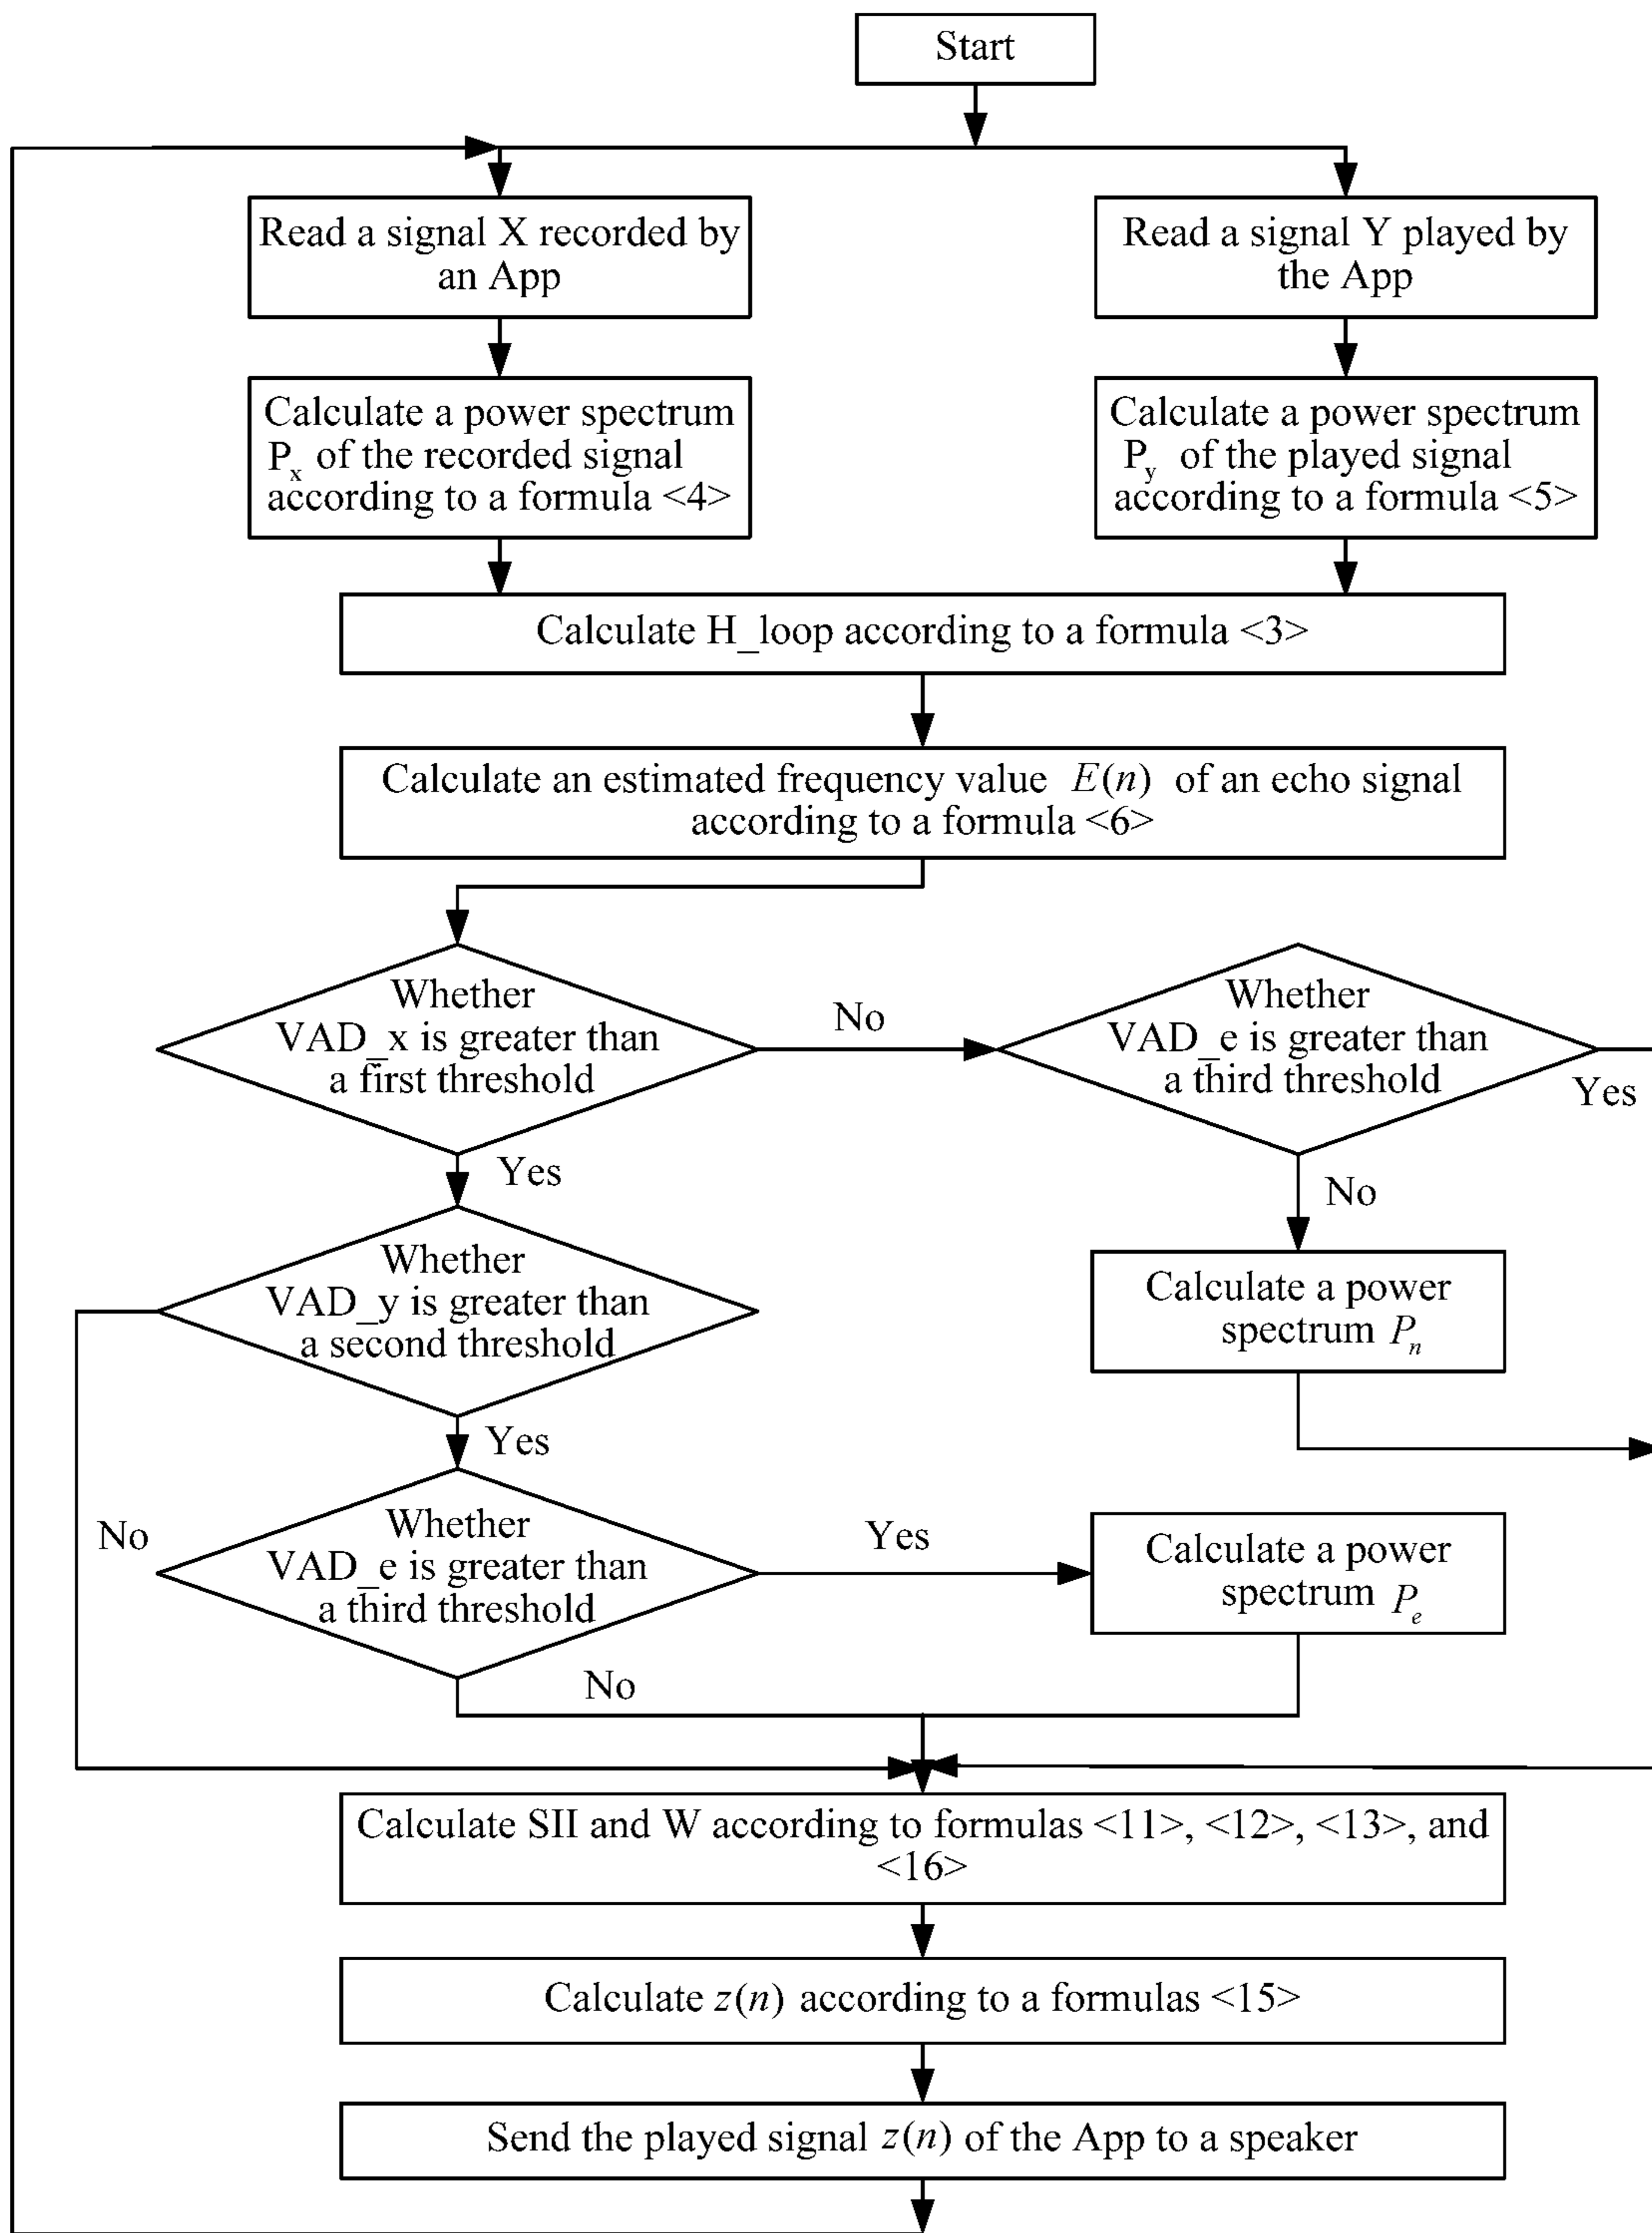 Start
Read a signal X recorded by
an App
Read a signal Y played by
the App
Calculate a power spectrum
Px of the recorded signal
according to a formula <4>
Calculate a power spectrum
Py of the played signal
according to a formula <5>
Calculate H_loop according to a formula <3>
Calculate an estimated frequency value E(n) of an echo signal
according to a formula <6>
Whether
VAD_x is greater than
a first threshold
No
Whether
VAD_e is greater than
a third threshold
Yes
Yes
No
Whether
VAD_y is greater than
a second threshold
Calculate a power
spectrum Pn
Yes
No
Whether
VAD_e is greater than
a third threshold
Yes
Calculate a power
spectrum Pe
No
Calculate SII and W according to formulas <11>, <12>, <13>, and
<16>
Calculate z(n) according to a formulas <15>
Send the played signal z(n) of the App to a speaker